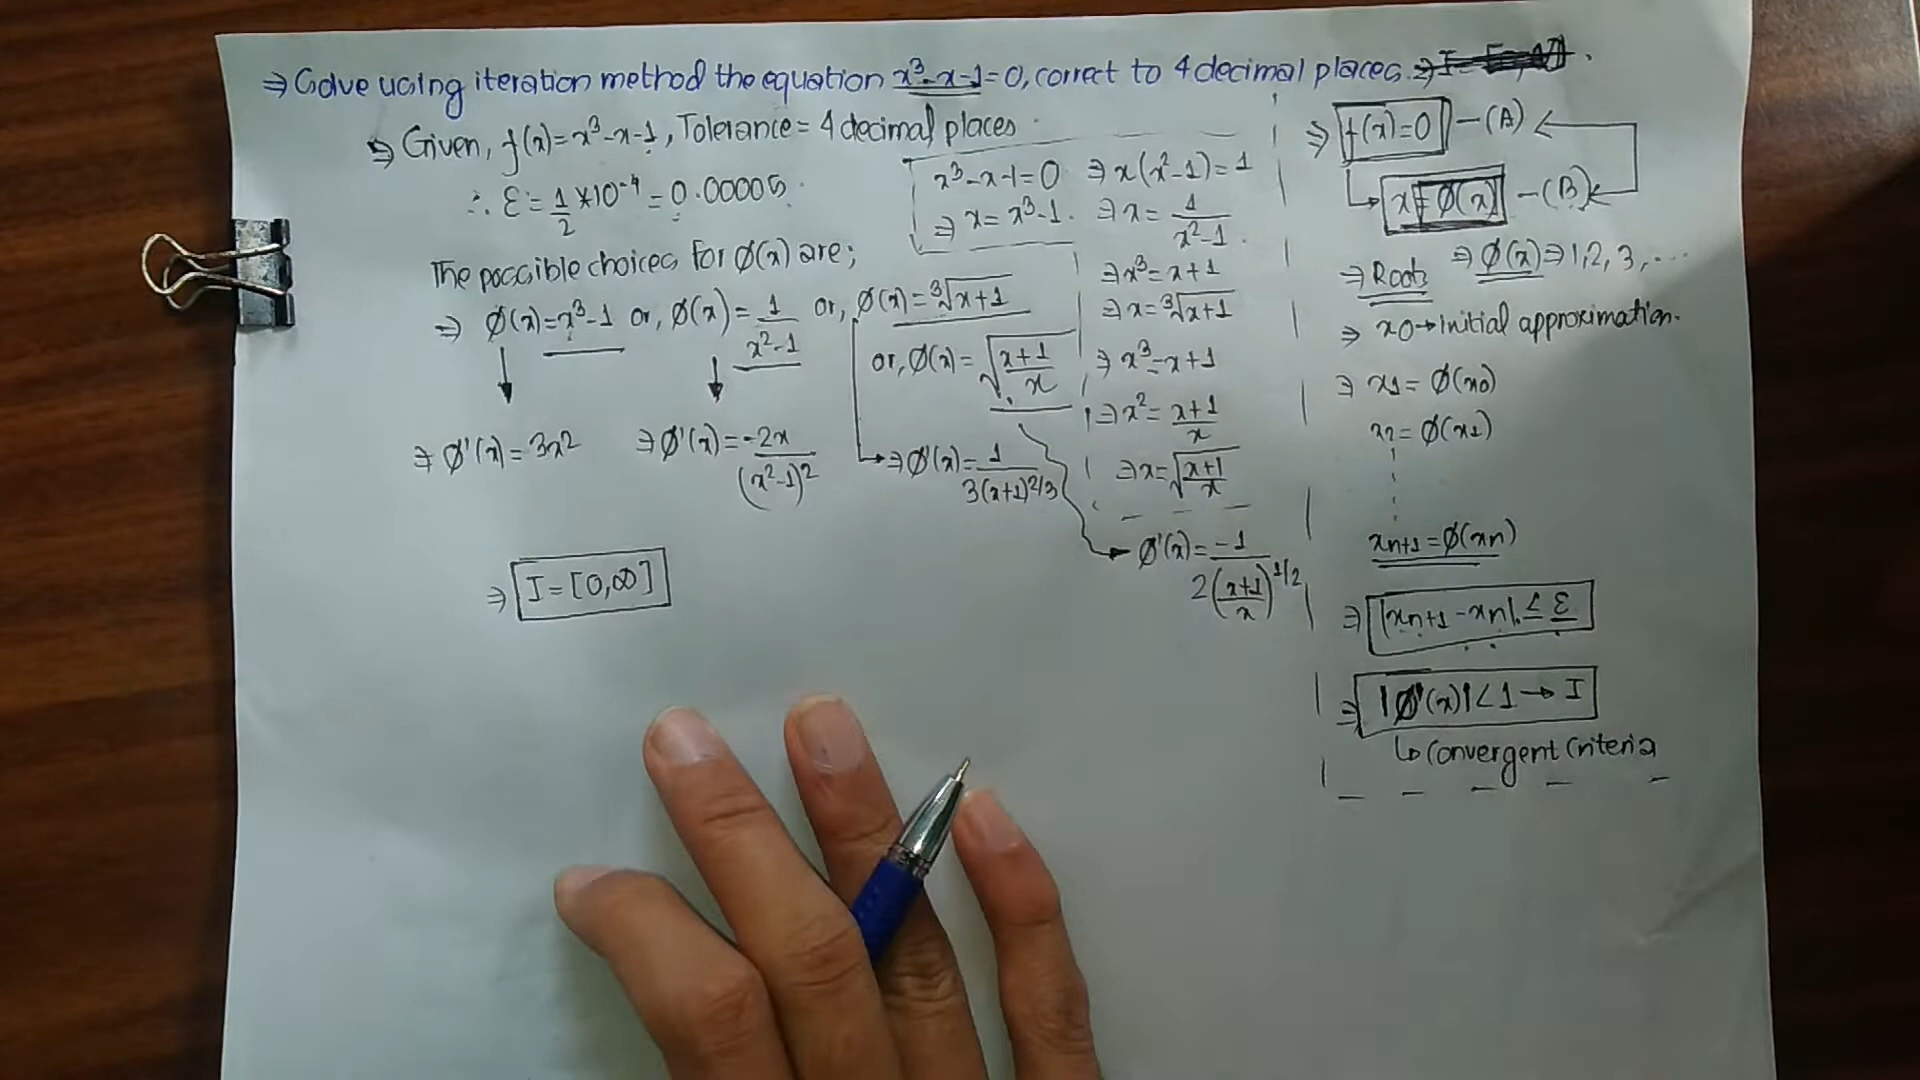 ⇒ Solve using iteration method the equation x³-x-1=0, correct to 4 decimal places.
⇒ Given, f(x)=x³-x-1, Tolerance= 4 decimal places
∴ ε= 1/2 *10⁻⁴ = 0.00005
The possible choices for ø(x) are;
⇒ ø(x)=x³-1 or, ø(x)= 1/(x²-1) or, ø(x)=∛(x+1)
or, ø(x)= √((x+1)/x)
⇒ ø'(x)= 3x² ⇒ ø'(x)= -2x/(x²-1)² ⇒ ø'(x)= 1/(3(x+1)^(2/3))
ø'(x)= -1/(2((x+1)/x)^(1/2))
⇒ I=[0,∞]
x³-x-1=0 ⇒ x(x²-1)=1
⇒ x= x³-1. ⇒ x= 1/(x²-1)
⇒ x³= x+1
⇒ x=∛(x+1)
⇒ x³=x+1
⇒ x²= (x+1)/x
⇒ x=√((x+1)/x)
⇒ f(x)=0 -(A)
x=ø(x) -(B)
⇒ Roots ⇒ ø(x) ⇒ 1,2,3,...
⇒ x0→Initial approximation.
⇒ x1= ø(x0)
x2= ø(x1)
xn+1=ø(xn)
⇒ |xn+1-xn| ≤ ε
⇒ |ø'(x)|<1→ I
↳ Convergent Criteria